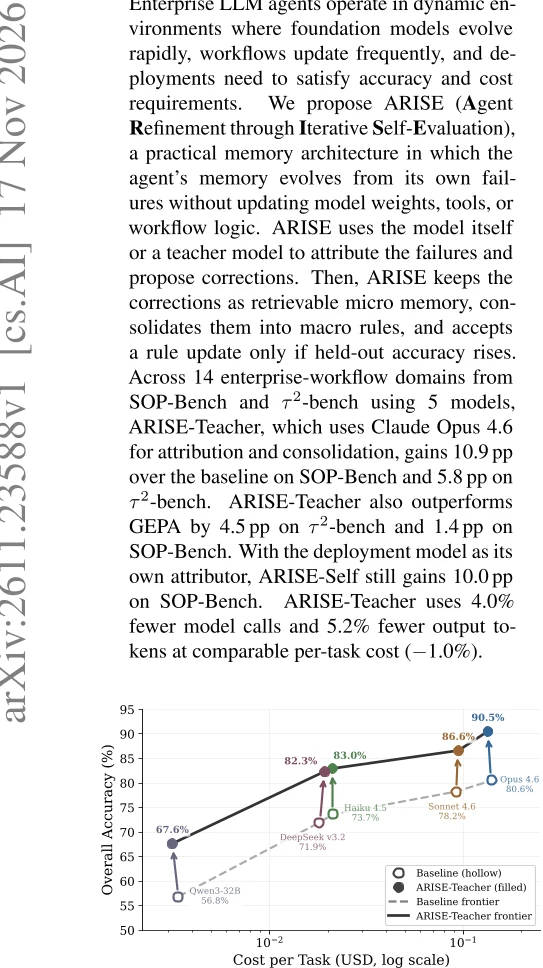 arXiv:2611.23588v1 [cs.AI] 17 Nov 2026
Enterprise LLM agents operate in dynamic en-
vironments where foundation models evolve
rapidly, workflows update frequently, and de-
ployments need to satisfy accuracy and cost
requirements. We propose ARISE (Agent
Refinement through Iterative Self-Evaluation),
a practical memory architecture in which the
agent's memory evolves from its own fail-
ures without updating model weights, tools, or
workflow logic. ARISE uses the model itself
or a teacher model to attribute the failures and
propose corrections. Then, ARISE keeps the
corrections as retrievable micro memory, con-
solidates them into macro rules, and accepts
a rule update only if held-out accuracy rises.
Across 14 enterprise-workflow domains from
SOP-Bench and τ²-bench using 5 models,
ARISE-Teacher, which uses Claude Opus 4.6
for attribution and consolidation, gains 10.9 pp
over the baseline on SOP-Bench and 5.8 pp on
τ²-bench. ARISE-Teacher also outperforms
GEPA by 4.5 pp on τ²-bench and 1.4 pp on
SOP-Bench. With the deployment model as its
own attributor, ARISE-Self still gains 10.0 pp
on SOP-Bench. ARISE-Teacher uses 4.0%
fewer model calls and 5.2% fewer output to-
kens at comparable per-task cost (−1.0%).
Overall Accuracy (%)
95
90
85
80
75
70
65
60
55
50
90.5%
86.6%
83.0%
82.3%
67.6%
Opus 4.6
80.6%
Sonnet 4.6
78.2%
Haiku 4.5
73.7%
DeepSeek v3.2
71.9%
Qwen3-32B
56.8%
Baseline (hollow)
ARISE-Teacher (filled)
Baseline frontier
ARISE-Teacher frontier
10⁻²
10⁻¹
Cost per Task (USD, log scale)